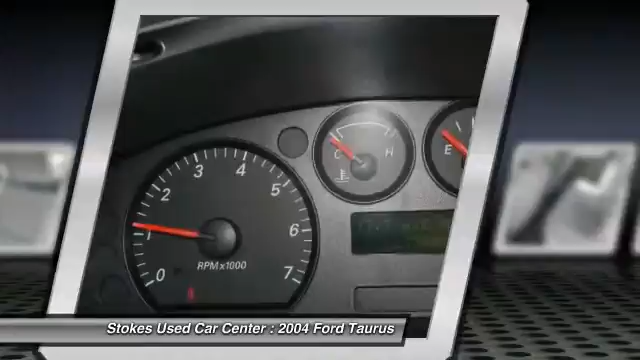 C H
E
0 1 2 3 4 5 6 7
RPMx1000
Stokes Used Car Center : 2004 Ford Taurus